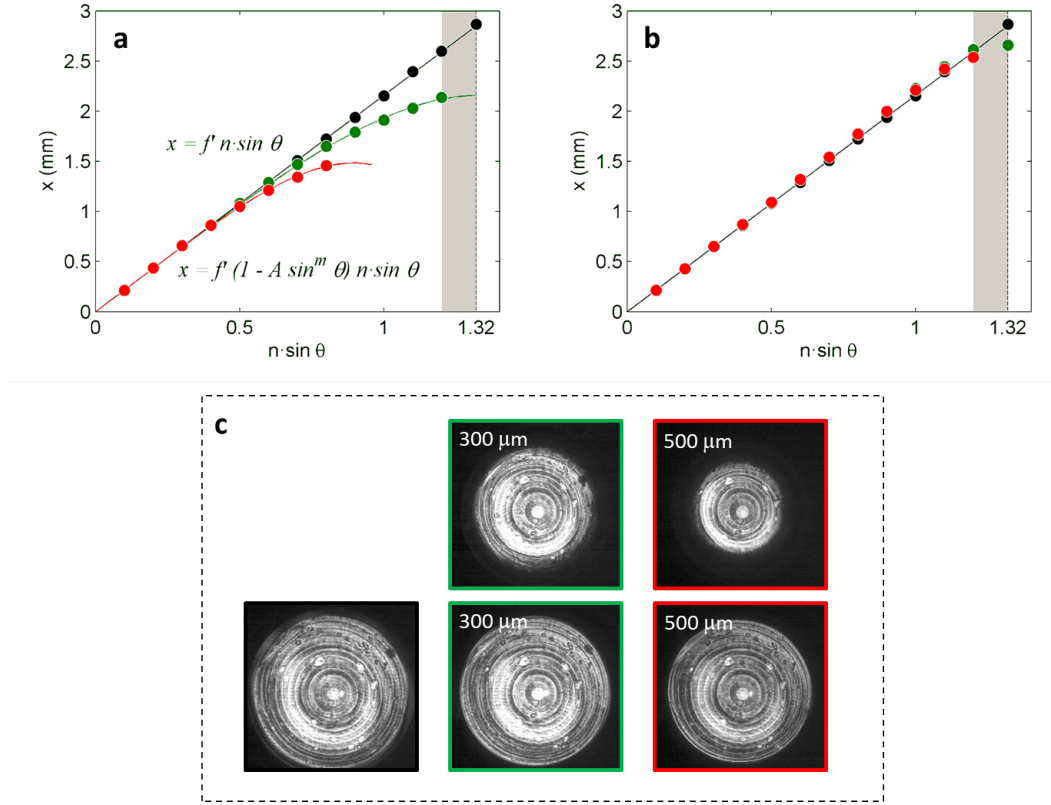 a
3
2.5
2
1.5
1
0.5
0
x (mm)
x = f' n·sin θ
x = f' (1 - A sin^m θ) n·sin θ
0
0.5
1
1.32
n·sin θ
b
3
2.5
2
1.5
1
0.5
0
x (mm)
0
0.5
1
1.32
n·sin θ
c
300 μm
500 μm
300 μm
500 μm